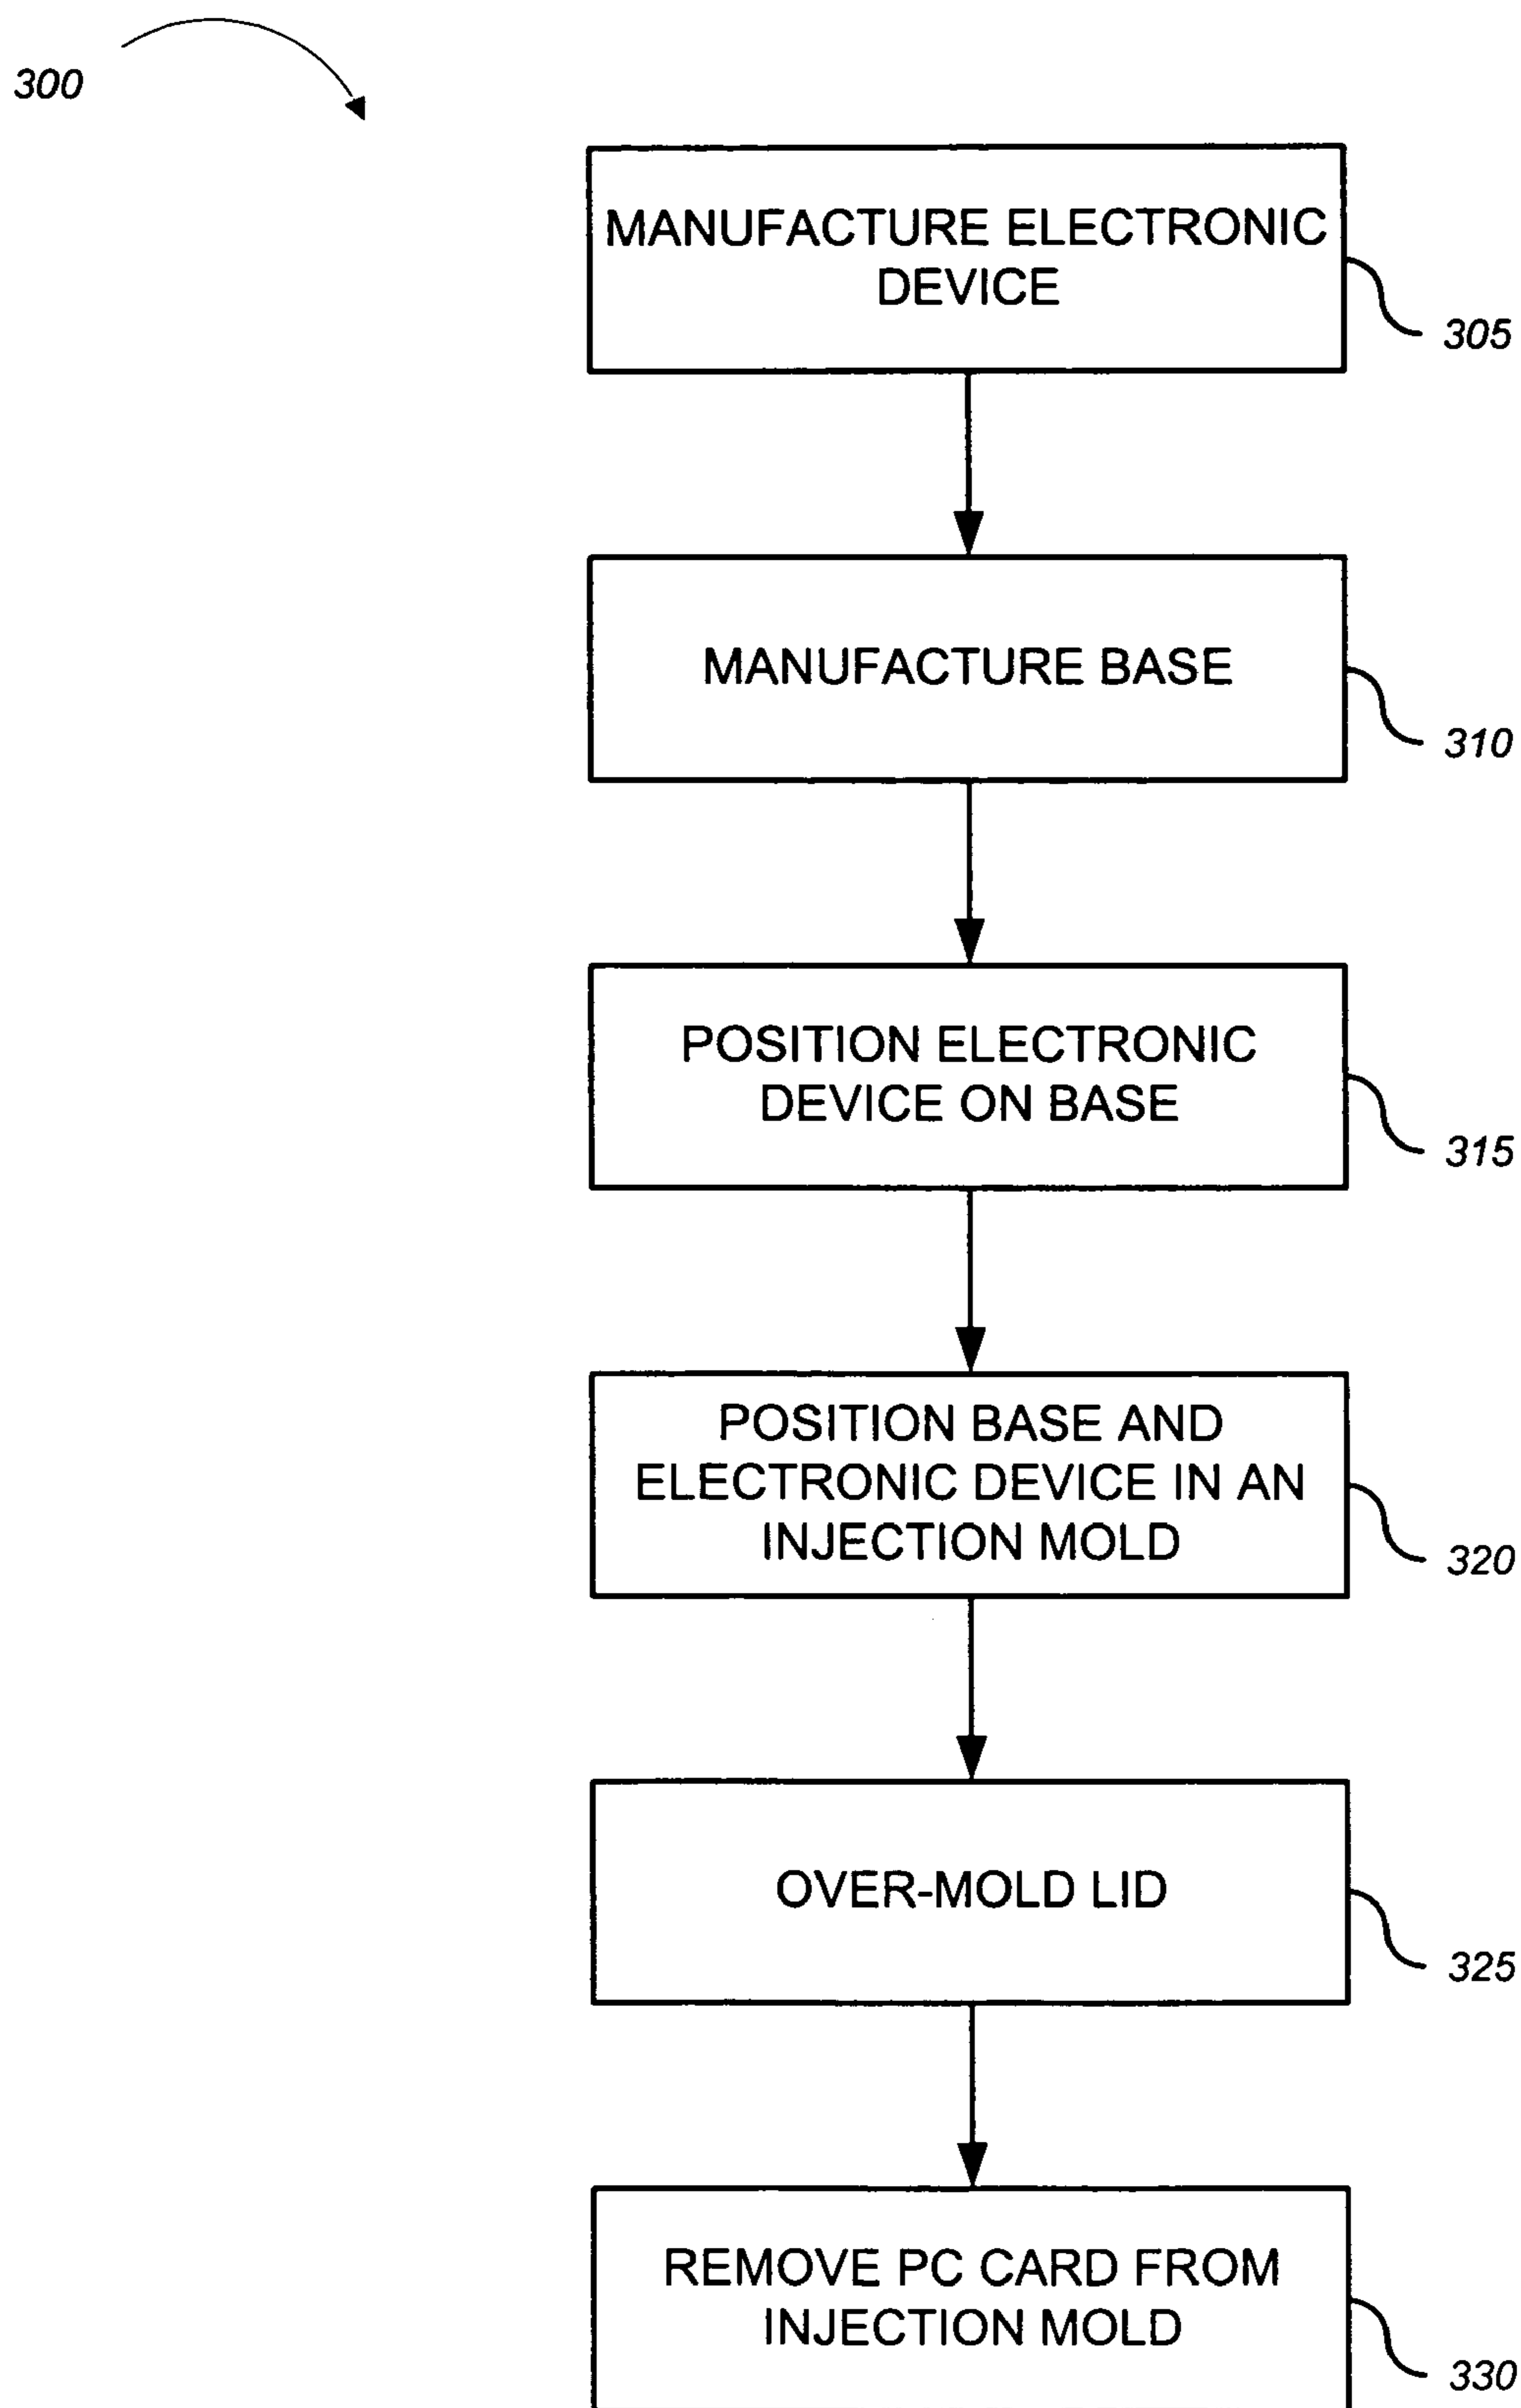 300
MANUFACTURE ELECTRONIC
DEVICE
305
MANUFACTURE BASE
310
POSITION ELECTRONIC
DEVICE ON BASE
315
POSITION BASE AND
ELECTRONIC DEVICE IN AN
INJECTION MOLD
320
OVER-MOLD LID
325
REMOVE PC CARD FROM
INJECTION MOLD
330